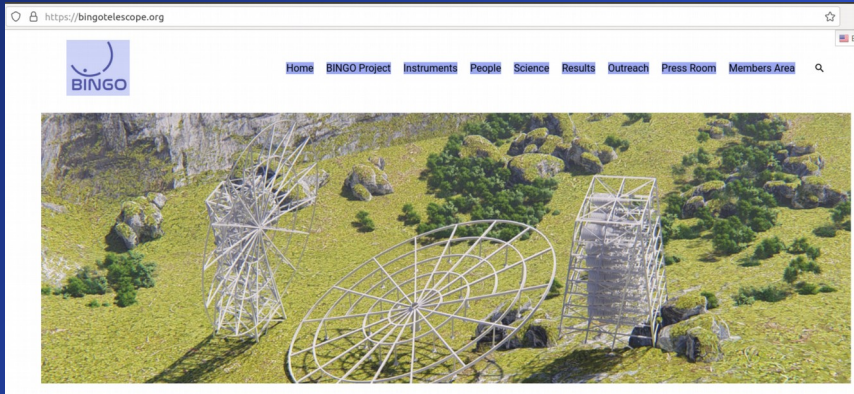 https://bingotelescope.org
BINGO
Home BINGO Project Instruments People Science Results Outreach Press Room Members Area